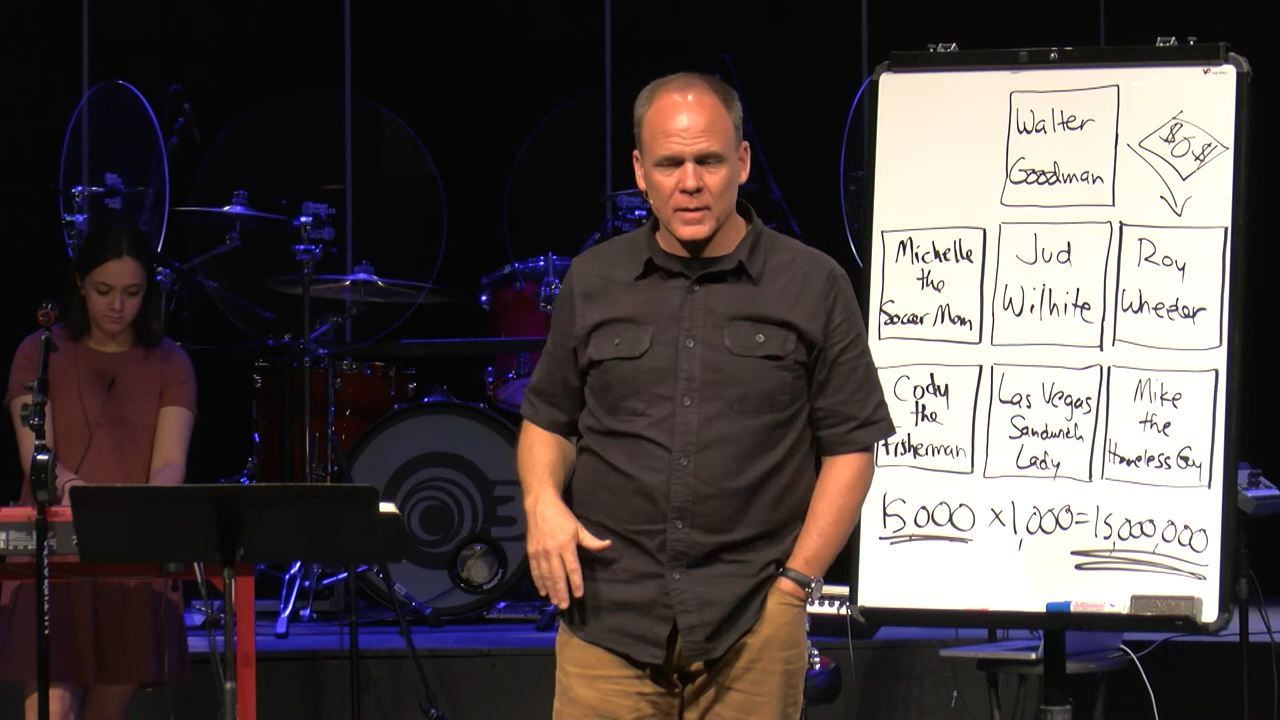 Walter
Goodman
$0$
Michelle
the
Soccer Mom
Jud
Wilhite
Roy
Wheeler
Cody
the
Fisherman
Las Vegas
Sandwich
Lady
Mike
the
Homeless Guy
15,000 x 1,000 = 15,000,000